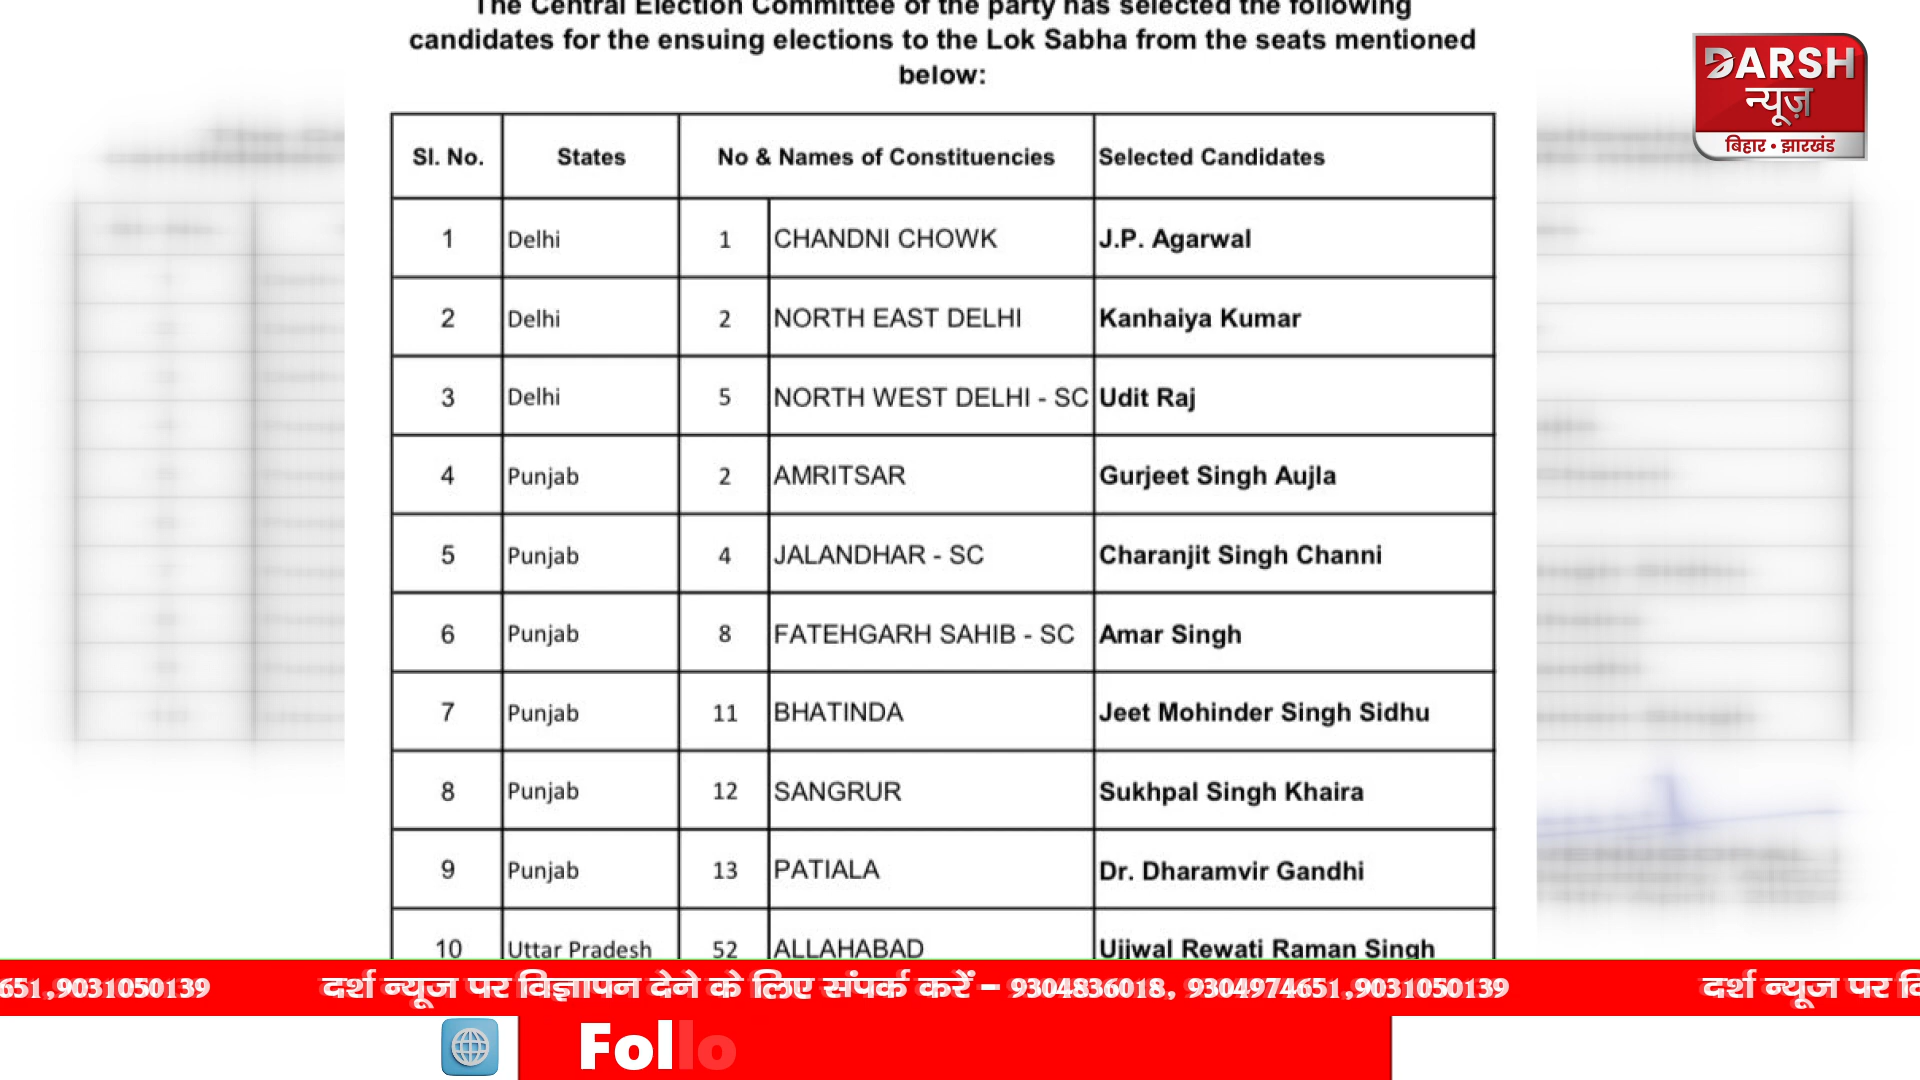 The Central Election Committee of the party has selected the following
candidates for the ensuing elections to the Lok Sabha from the seats mentioned
below:
DARSH
न्यूज़
बिहार • झारखंड
Sl. No. States No & Names of Constituencies Selected Candidates
1 Delhi 1 CHANDNI CHOWK J.P. Agarwal
2 Delhi 2 NORTH EAST DELHI Kanhaiya Kumar
3 Delhi 5 NORTH WEST DELHI - SC Udit Raj
4 Punjab 2 AMRITSAR Gurjeet Singh Aujla
5 Punjab 4 JALANDHAR - SC Charanjit Singh Channi
6 Punjab 8 FATEHGARH SAHIB - SC Amar Singh
7 Punjab 11 BHATINDA Jeet Mohinder Singh Sidhu
8 Punjab 12 SANGRUR Sukhpal Singh Khaira
9 Punjab 13 PATIALA Dr. Dharamvir Gandhi
10 Uttar Pradesh 52 ALLAHABAD Ujjwal Rewati Raman Singh
651,9031050139 दर्श न्यूज पर विज्ञापन देने के लिए संपर्क करें – 9304836018, 9304974651,9031050139 दर्श न्यूज पर
Follo